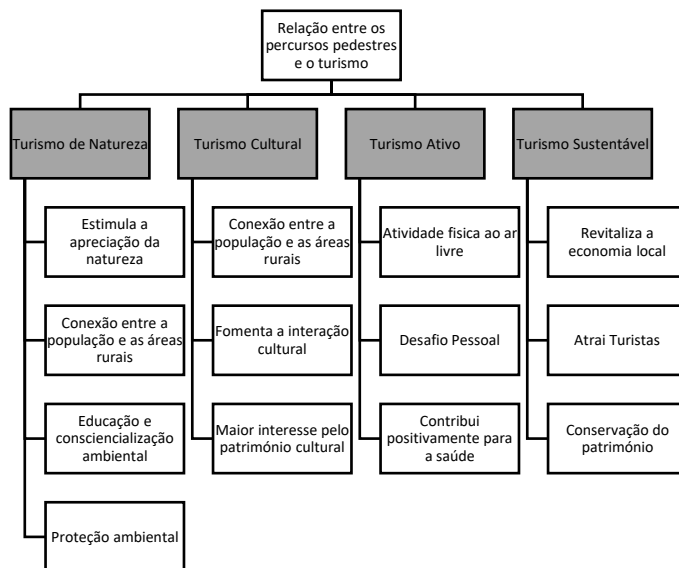 Relação entre os
percursos pedestres
e o turismo
Turismo de Natureza
Estimula a
apreciação da
natureza
Conexão entre a
população e as áreas
rurais
Educação e
consciencialização
ambiental
Proteção ambiental
Turismo Cultural
Conexão entre a
população e as áreas
rurais
Fomenta a interação
cultural
Maior interesse pelo
património cultural
Turismo Ativo
Atividade fisica ao ar
livre
Desafio Pessoal
Contribui
positivamente para
a saúde
Turismo Sustentável
Revitaliza a
economia local
Atrai Turistas
Conservação do
património